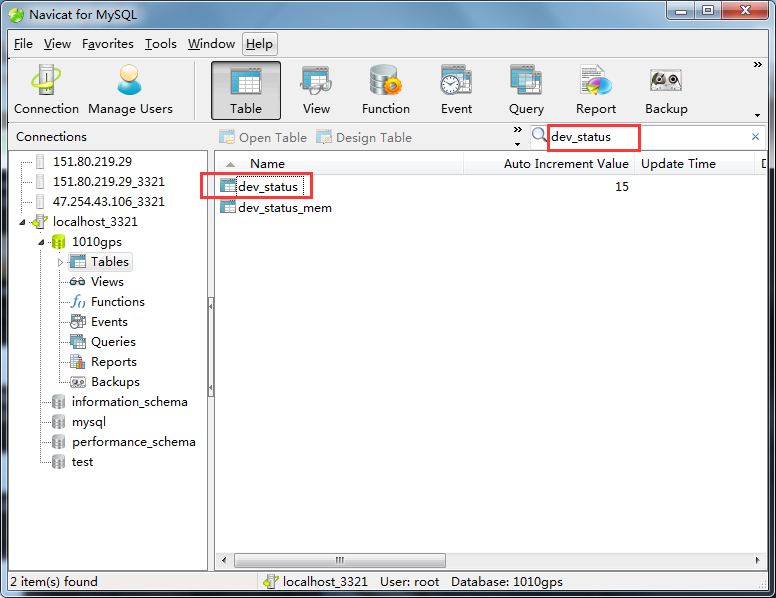 Navicat for MySQL
File View Favorites Tools Window Help
Connection Manage Users Table View Function Event Query Report Backup
»
Connections Open Table Design Table » dev_status ×
Name Auto Increment Value Update Time
151.80.219.29
151.80.219.29_3321
47.254.43.106_3321
localhost_3321
1010gps
Tables
Views
Functions
Events
Queries
Reports
Backups
information_schema
mysql
performance_schema
test
dev_status 15
dev_status_mem
2 item(s) found localhost_3321 User: root Database: 1010gps